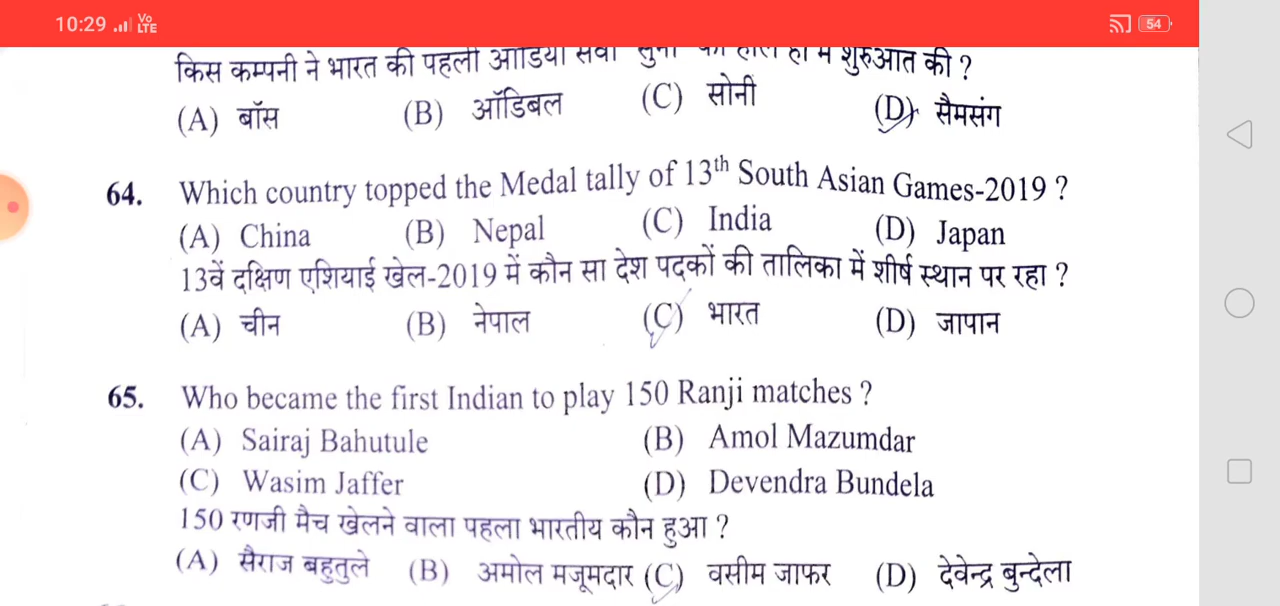 10:29 Vo LTE 54
किस कम्पनी ने भारत की पहली ऑडियो सेवा 'सुनो' की हाल ही में शुरुआत की ?
(A) बॉस (B) ऑडिबल (C) सोनी (D) सैमसंग
64. Which country topped the Medal tally of 13th South Asian Games-2019 ?
(A) China (B) Nepal (C) India (D) Japan
13वें दक्षिण एशियाई खेल-2019 में कौन सा देश पदकों की तालिका में शीर्ष स्थान पर रहा ?
(A) चीन (B) नेपाल (C) भारत (D) जापान
65. Who became the first Indian to play 150 Ranji matches ?
(A) Sairaj Bahutule (B) Amol Mazumdar
(C) Wasim Jaffer (D) Devendra Bundela
150 रणजी मैच खेलने वाला पहला भारतीय कौन हुआ ?
(A) सैराज बहुतुले (B) अमोल मजूमदार (C) वसीम जाफर (D) देवेन्द्र बुन्देला